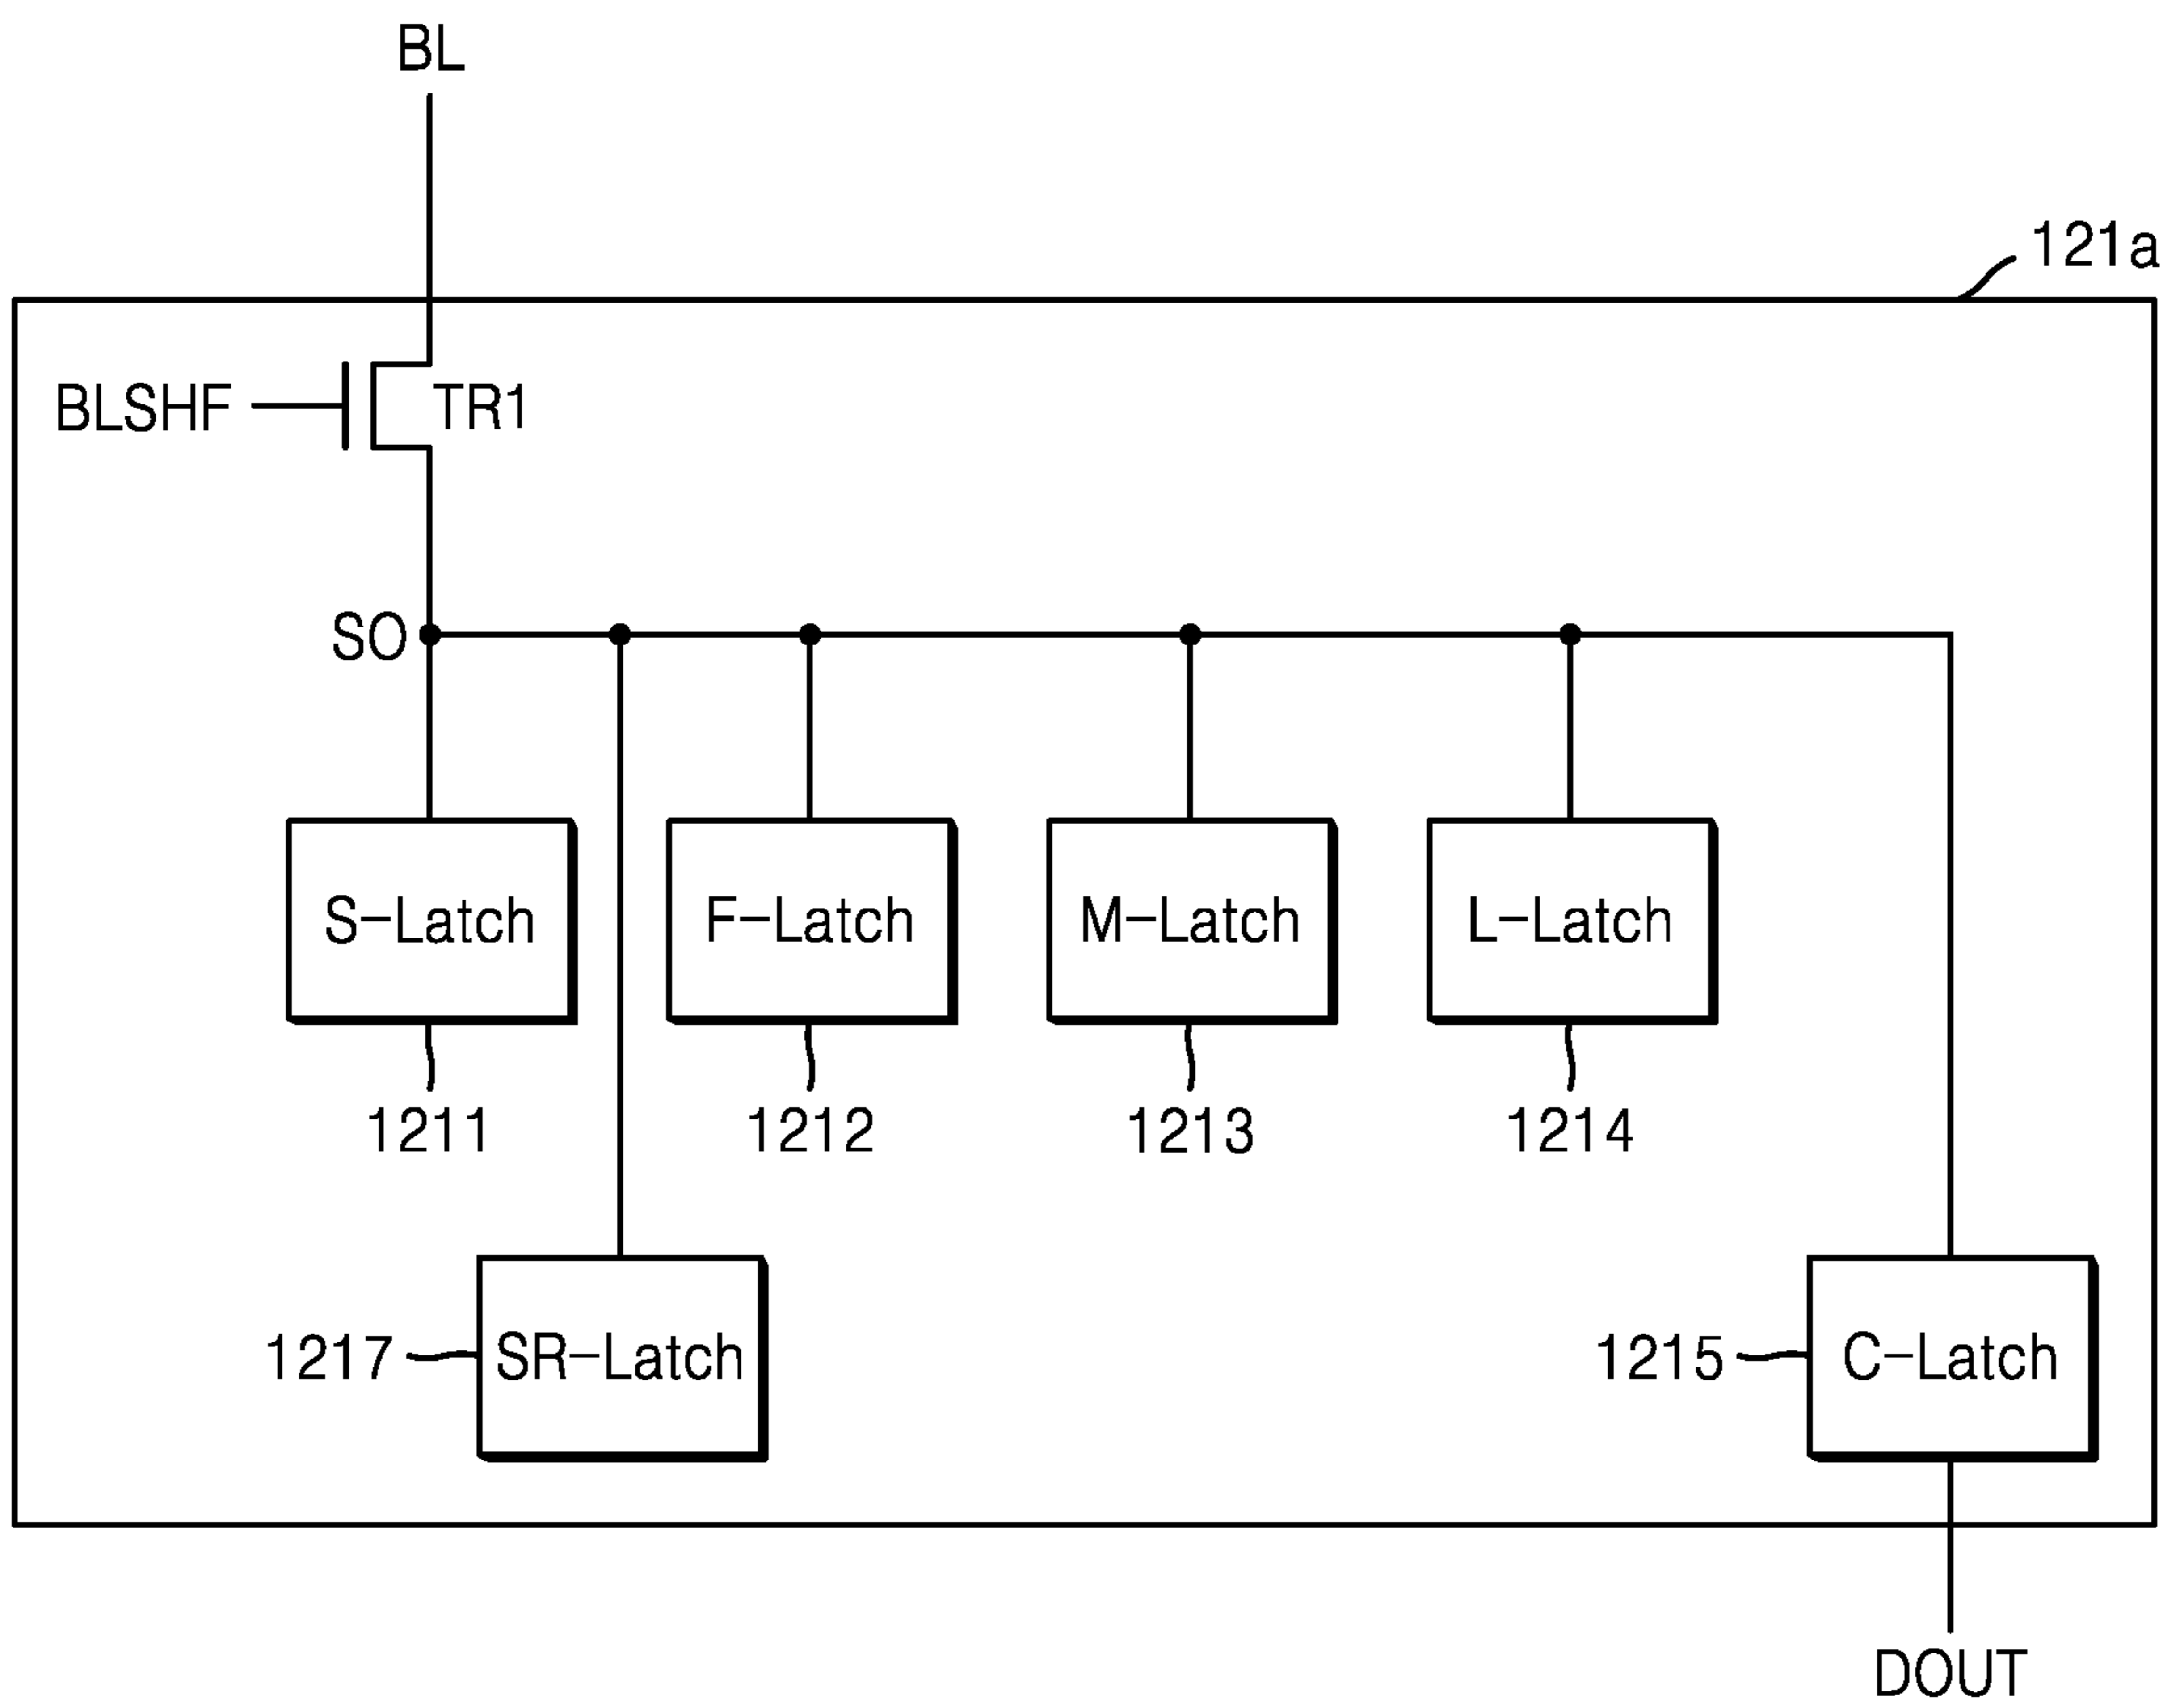 BL
121a
BLSHF
TR1
SO
S-Latch
F-Latch
M-Latch
L-Latch
1211
1212
1213
1214
1217
SR-Latch
1215
C-Latch
DOUT